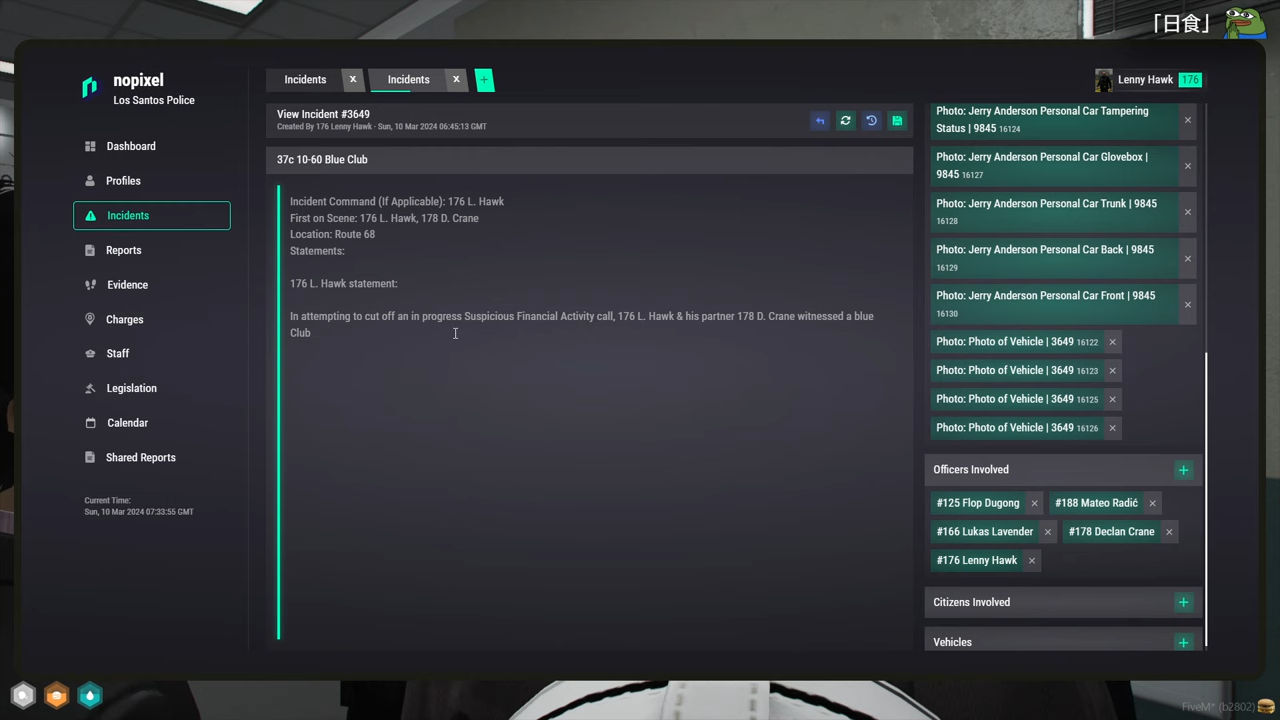 「日食」
nopixel
Los Santos Police
Dashboard
Profiles
Incidents
Reports
Evidence
Charges
Staff
Legislation
Calendar
Shared Reports
Current Time:
Sun, 10 Mar 2024 07:33:55 GMT
Incidents x Incidents x +
Lenny Hawk 176
View Incident #3649
Created By 176 Lenny Hawk - Sun, 10 Mar 2024 06:45:13 GMT
37c 10-60 Blue Club
Incident Command (If Applicable): 176 L. Hawk
First on Scene: 176 L. Hawk, 178 D. Crane
Location: Route 68
Statements:
176 L. Hawk statement:
In attempting to cut off an in progress Suspicious Financial Activity call, 176 L. Hawk & his partner 178 D. Crane witnessed a blue
Club
Photo: Jerry Anderson Personal Car Tampering
Status | 9845 16124
Photo: Jerry Anderson Personal Car Glovebox |
9845 16127
Photo: Jerry Anderson Personal Car Trunk | 9845
16128
Photo: Jerry Anderson Personal Car Back | 9845
16129
Photo: Jerry Anderson Personal Car Front | 9845
16130
Photo: Photo of Vehicle | 3649 16122
Photo: Photo of Vehicle | 3649 16123
Photo: Photo of Vehicle | 3649 16125
Photo: Photo of Vehicle | 3649 16126
Officers Involved
#125 Flop Dugong #188 Mateo Radić
#166 Lukas Lavender #178 Declan Crane
#176 Lenny Hawk
Citizens Involved
Vehicles
FiveM* (b2802)